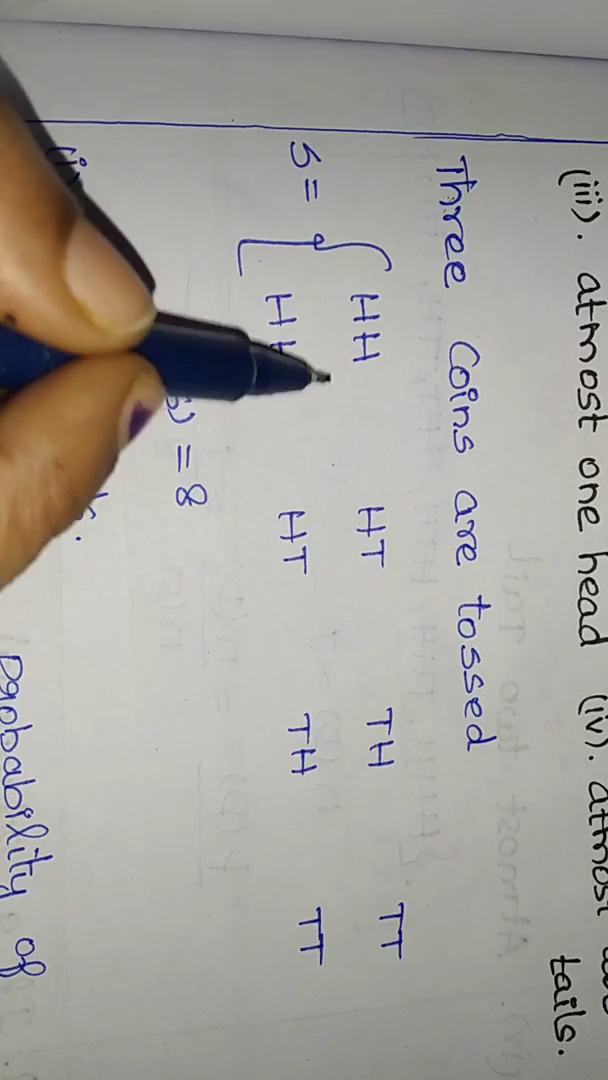 (iii). atmost one head (iv). atmost
tails.
Three Coins are tossed
S = { HH HT TH TT
HH HT TH TT
= 8
Probability of